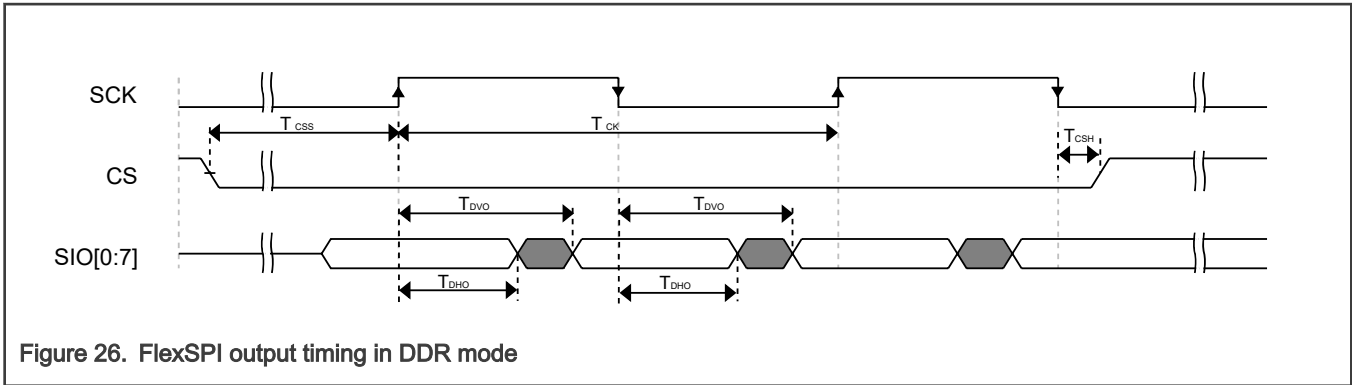 SCK
T CSS
T CK
T CSH
CS
T DVO
T DVO
SIO[0:7]
T DHO
T DHO
Figure 26. FlexSPI output timing in DDR mode